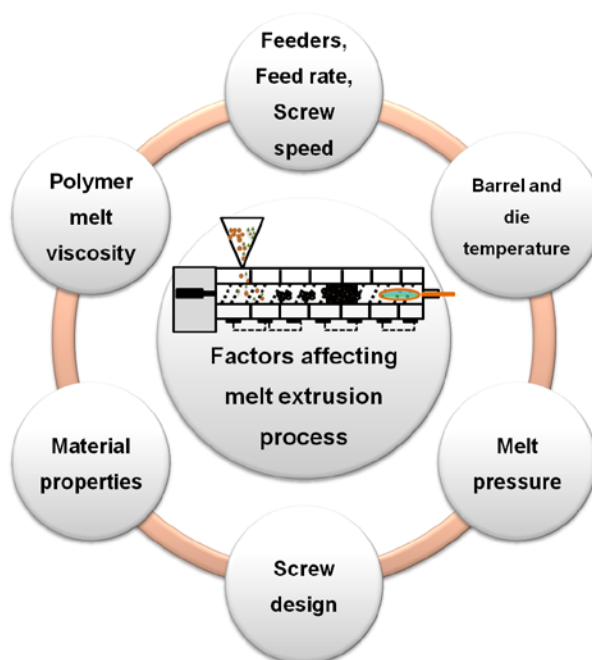 Feeders,
Feed rate,
Screw
speed
Barrel and
die
temperature
Melt
pressure
Screw
design
Material
properties
Polymer
melt
viscosity
Factors affecting
melt extrusion
process